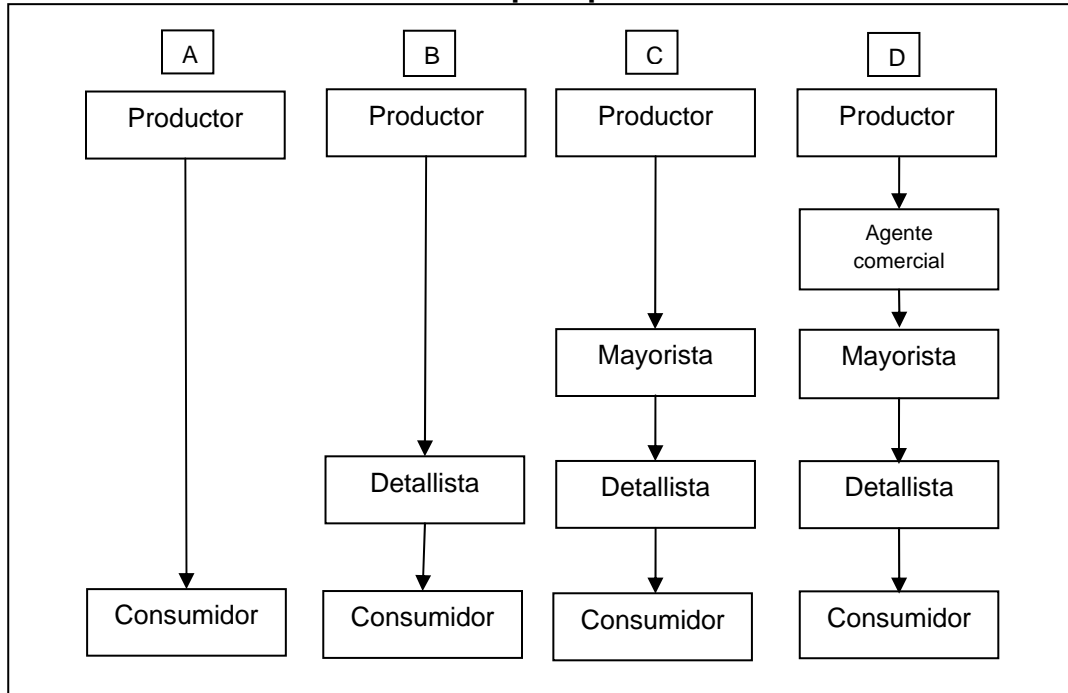 A
B
C
D
Productor
Productor
Productor
Productor
Agente
comercial
Mayorista
Mayorista
Detallista
Detallista
Detallista
Consumidor
Consumidor
Consumidor
Consumidor